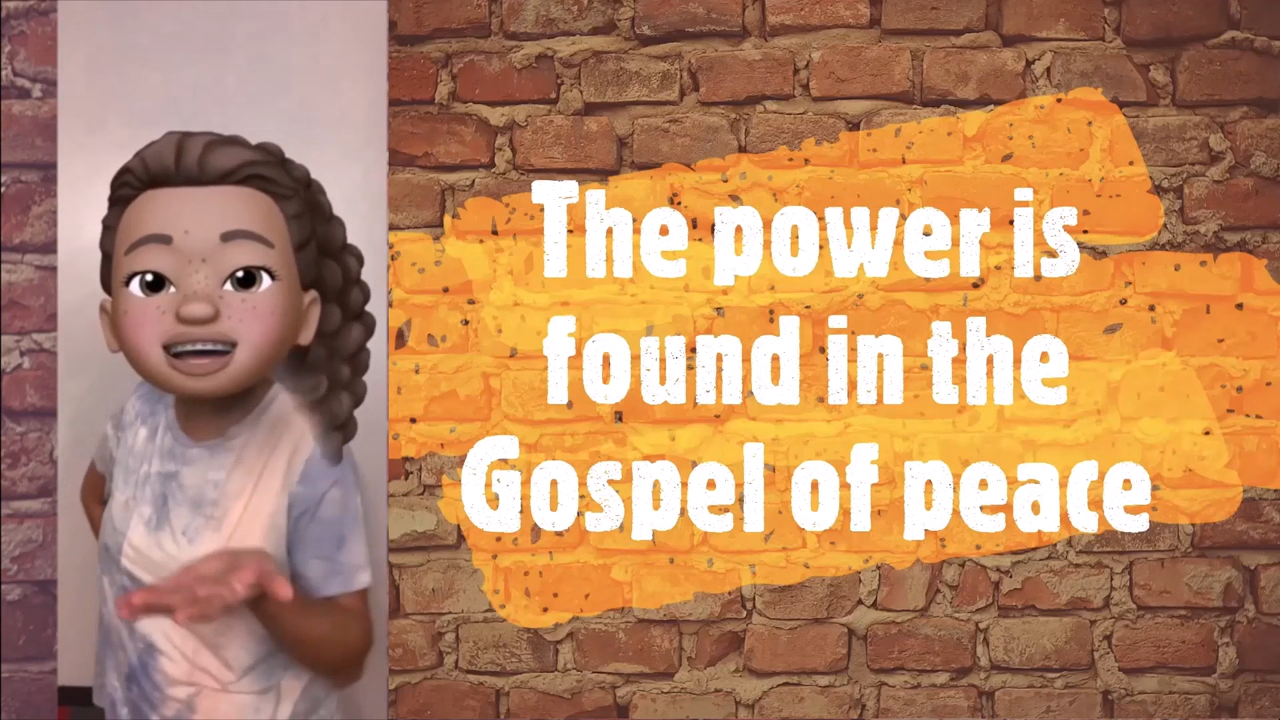 The power is
found in the
Gospel of peace